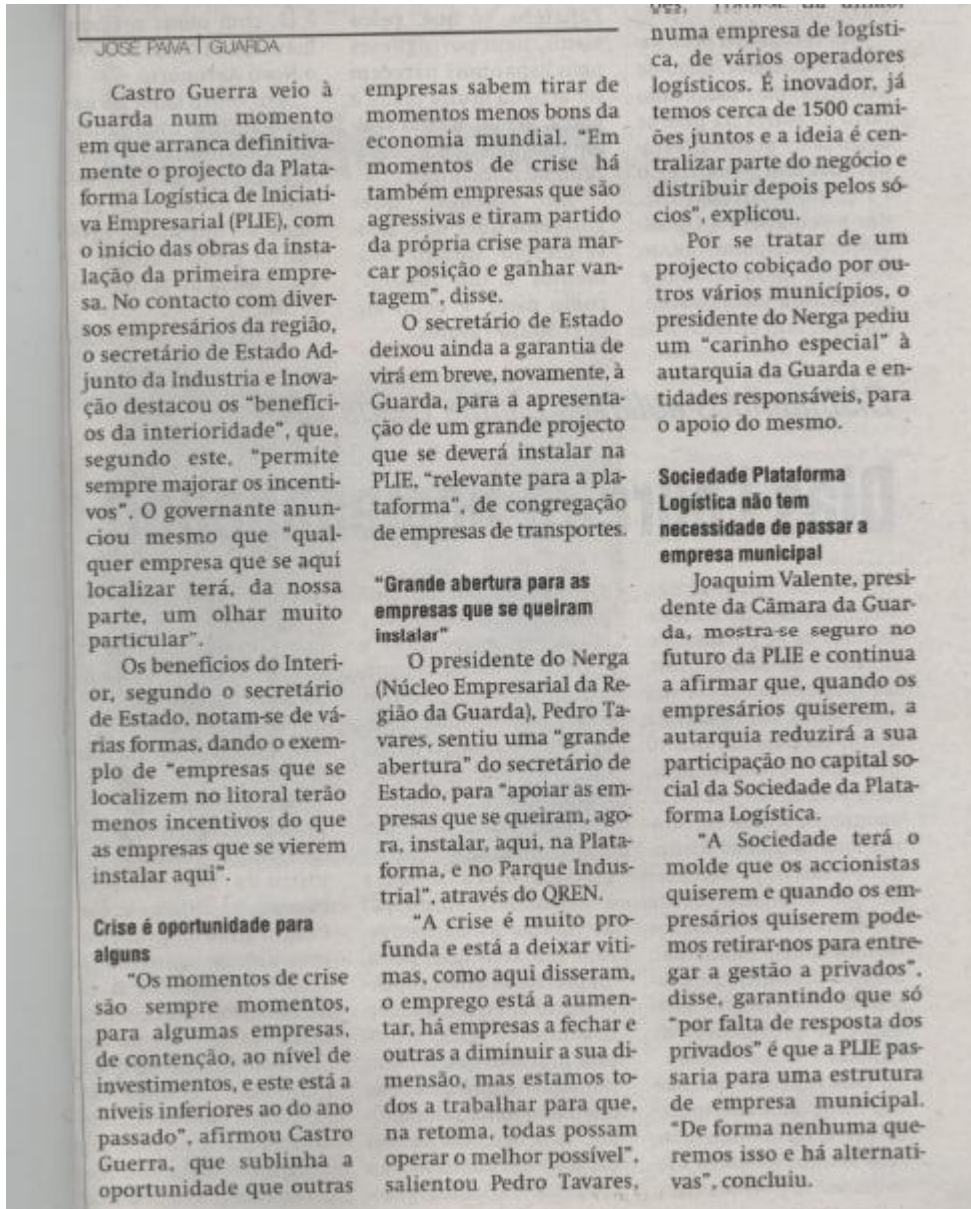 JOSÉ PAIVA | GUARDA
Castro Guerra veio à
Guarda num momento
em que arranca definitiva-
mente o projecto da Plata-
forma Logística de Iniciati-
va Empresarial (PLIE), com
o início das obras da insta-
lação da primeira empre-
sa. No contacto com diver-
sos empresários da região,
o secretário de Estado Ad-
junto da Industria e Inova-
ção destacou os “benefíci-
os da interioridade”, que,
segundo este, “permite
sempre majorar os incenti-
vos”. O governante anun-
ciou mesmo que “qual-
quer empresa que se aqui
localizar terá, da nossa
parte, um olhar muito
particular”.
Os benefícios do Interi-
or, segundo o secretário
de Estado, notam-se de vá-
rias formas, dando o exem-
plo de “empresas que se
localizem no litoral terão
menos incentivos do que
as empresas que se vierem
instalar aqui”.
Crise é oportunidade para
alguns
“Os momentos de crise
são sempre momentos,
para algumas empresas,
de contenção, ao nível de
investimentos, e este está a
níveis inferiores ao do ano
passado”, afirmou Castro
Guerra, que sublinha a
oportunidade que outras
empresas sabem tirar de
momentos menos bons da
economia mundial. “Em
momentos de crise há
também empresas que são
agressivas e tiram partido
da própria crise para mar-
car posição e ganhar van-
tagem”, disse.
O secretário de Estado
deixou ainda a garantia de
virá em breve, novamente, à
Guarda, para a apresenta-
ção de um grande projecto
que se deverá instalar na
PLIE, “relevante para a pla-
taforma”, de congregação
de empresas de transportes.
“Grande abertura para as
empresas que se queiram
instalar”
O presidente do Nerga
(Núcleo Empresarial da Re-
gião da Guarda), Pedro Ta-
vares, sentiu uma “grande
abertura” do secretário de
Estado, para “apoiar as em-
presas que se queiram, ago-
ra, instalar, aqui, na Plata-
forma, e no Parque Indus-
trial”, através do QREN.
“A crise é muito pro-
funda e está a deixar víti-
mas, como aqui disseram,
o emprego está a aumen-
tar, há empresas a fechar e
outras a diminuir a sua di-
mensão, mas estamos to-
dos a trabalhar para que,
na retoma, todas possam
operar o melhor possível”,
salientou Pedro Tavares,
numa empresa de logísti-
ca, de vários operadores
logísticos. É inovador, já
temos cerca de 1500 cami-
ões juntos e a ideia é cen-
tralizar parte do negócio e
distribuir depois pelos só-
cios”, explicou.
Por se tratar de um
projecto cobiçado por ou-
tros vários municípios, o
presidente do Nerga pediu
um “carinho especial” à
autarquia da Guarda e en-
tidades responsáveis, para
o apoio do mesmo.
Sociedade Plataforma
Logística não tem
necessidade de passar a
empresa municipal
Joaquim Valente, presi-
dente da Câmara da Guar-
da, mostra-se seguro no
futuro da PLIE e continua
a afirmar que, quando os
empresários quiserem, a
autarquia reduzirá a sua
participação no capital so-
cial da Sociedade da Plata-
forma Logística.
“A Sociedade terá o
molde que os accionistas
quiserem e quando os em-
presários quiserem pode-
mos retirar-nos para entre-
gar a gestão a privados”,
disse, garantindo que só
“por falta de resposta dos
privados” é que a PLIE pas-
saria para uma estrutura
de empresa municipal.
“De forma nenhuma que-
remos isso e há alternati-
vas”, concluiu.